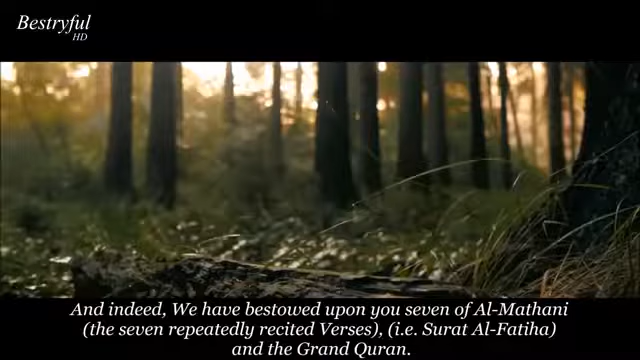 Bestryful
HD
And indeed, We have bestowed upon you seven of Al-Mathani
(the seven repeatedly recited Verses), (i.e. Surat Al-Fatiha)
and the Grand Quran.